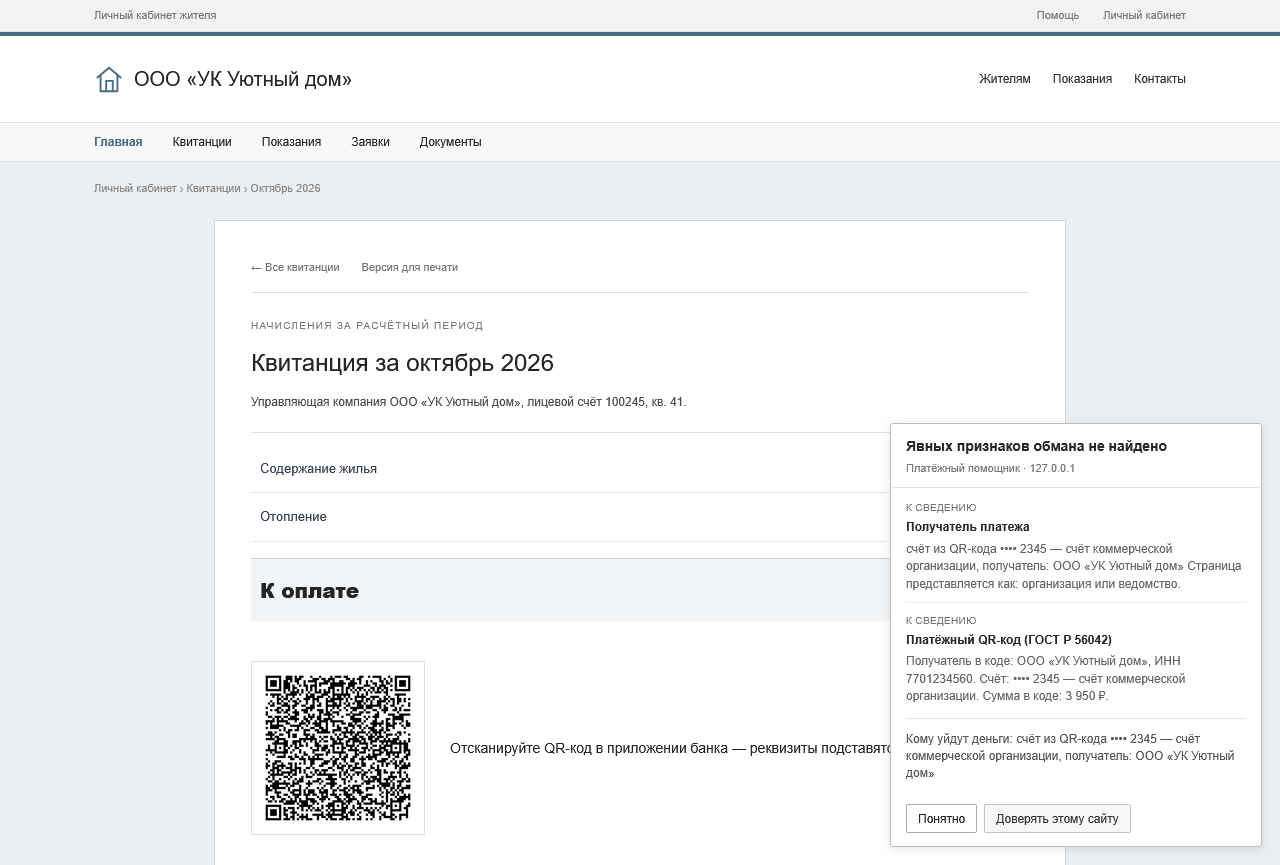 Личный кабинет жителя
Помощь
Личный кабинет
ООО «УК Уютный дом»
Жителям
Показания
Контакты
Главная
Квитанции
Показания
Заявки
Документы
Личный кабинет › Квитанции › Октябрь 2026
← Все квитанции
Версия для печати
НАЧИСЛЕНИЯ ЗА РАСЧЁТНЫЙ ПЕРИОД
Квитанция за октябрь 2026
Управляющая компания ООО «УК Уютный дом», лицевой счёт 100245, кв. 41.
Содержание жилья
Отопление
К оплате
Отсканируйте QR-код в приложении банка — реквизиты
Явных признаков обмана не найдено
Платёжный помощник · 127.0.0.1
К СВЕДЕНИЮ
Получатель платежа
счёт из QR-кода •••• 2345 — счёт коммерческой
организации, получатель: ООО «УК Уютный дом» Страница
представляется как: организация или ведомство.
К СВЕДЕНИЮ
Платёжный QR-код (ГОСТ Р 56042)
Получатель в коде: ООО «УК Уютный дом», ИНН
7701234560. Счёт: •••• 2345 — счёт коммерческой
организации. Сумма в коде: 3 950 ₽.
Кому уйдут деньги: счёт из QR-кода •••• 2345 — счёт
коммерческой организации, получатель: ООО «УК Уютный
дом»
Понятно
Доверять этому сайту